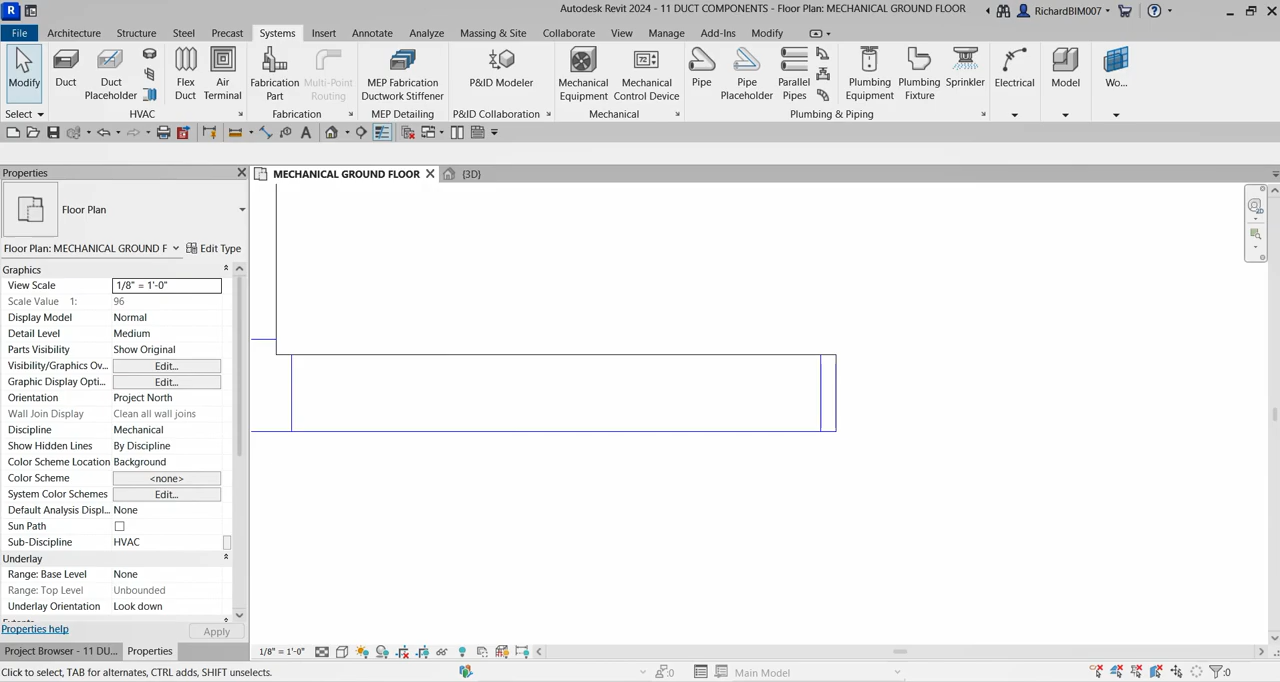 R
Autodesk Revit 2024 - 11 DUCT COMPONENTS - Floor Plan: MECHANICAL GROUND FLOOR
RichardBIM007
File Architecture Structure Steel Precast Systems Insert Annotate Analyze Massing & Site Collaborate View Manage Add-Ins Modify
Modify
Duct
Duct Placeholder
Flex Duct
Air Terminal
Fabrication Part
Multi-Point Routing
MEP Fabrication Ductwork Stiffener
P&ID Modeler
Mechanical Equipment
Mechanical Control Device
Pipe
Pipe Placeholder
Parallel Pipes
Plumbing Equipment
Plumbing Fixture
Sprinkler
Electrical
Model
Wo...
Select HVAC Fabrication MEP Detailing P&ID Collaboration Mechanical Plumbing & Piping
Properties
MECHANICAL GROUND FLOOR
{3D}
Floor Plan
Floor Plan: MECHANICAL GROUND F
Edit Type
Graphics
View Scale 1/8" = 1'-0"
Scale Value 1: 96
Display Model Normal
Detail Level Medium
Parts Visibility Show Original
Visibility/Graphics Ov... Edit...
Graphic Display Opti... Edit...
Orientation Project North
Wall Join Display Clean all wall joins
Discipline Mechanical
Show Hidden Lines By Discipline
Color Scheme Location Background
Color Scheme <none>
System Color Schemes Edit...
Default Analysis Displ... None
Sun Path
Sub-Discipline HVAC
Underlay
Range: Base Level None
Range: Top Level Unbounded
Underlay Orientation Look down
Properties help
Apply
Project Browser - 11 DU... Properties
1/8" = 1'-0"
Click to select, TAB for alternates, CTRL adds, SHIFT unselects.
:0
Main Model
:0